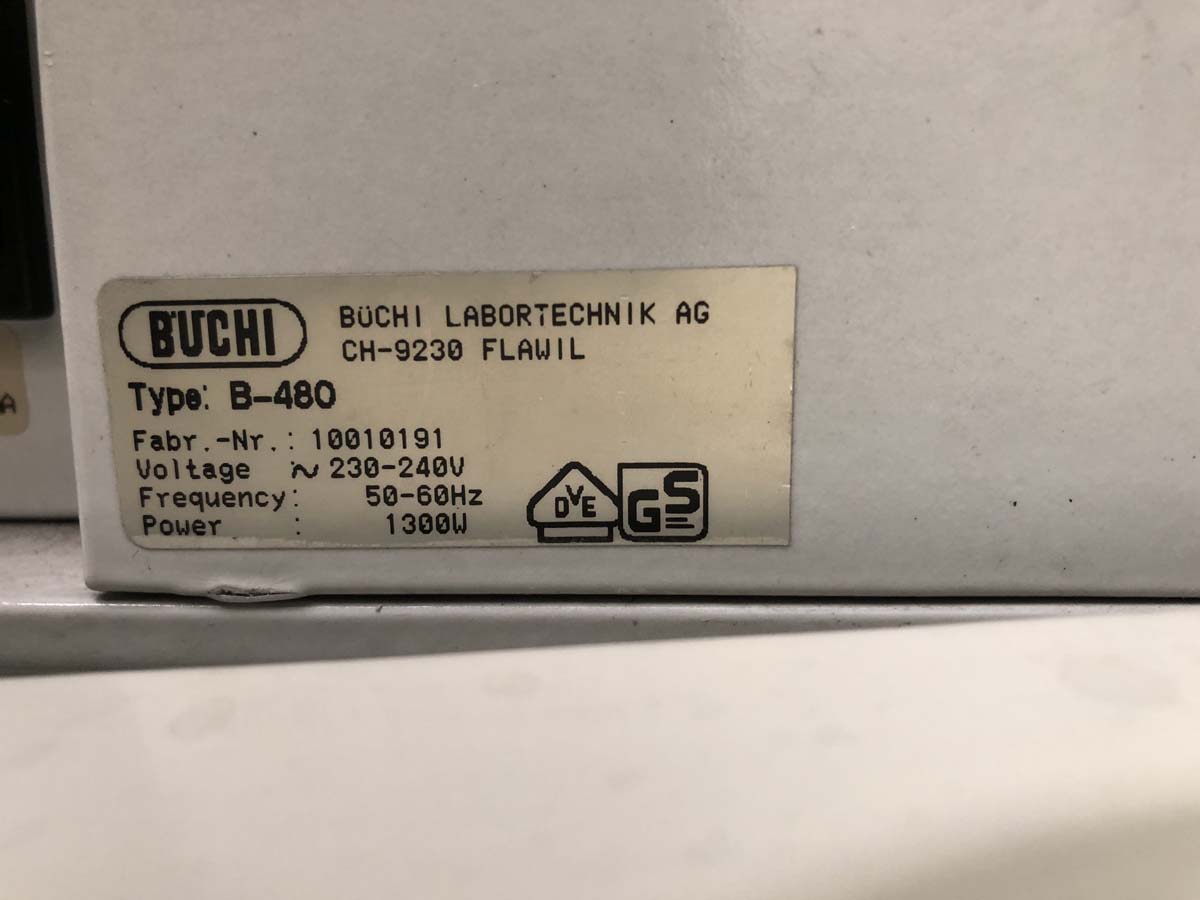 BÜCHI
BÜCHI LABORTECHNIK AG
CH-9230 FLAWIL
Type: B-480
Fabr.-Nr.: 10010191
Voltage ~ 230-240V
Frequency: 50-60Hz
Power : 1300W
DVE
GS
A